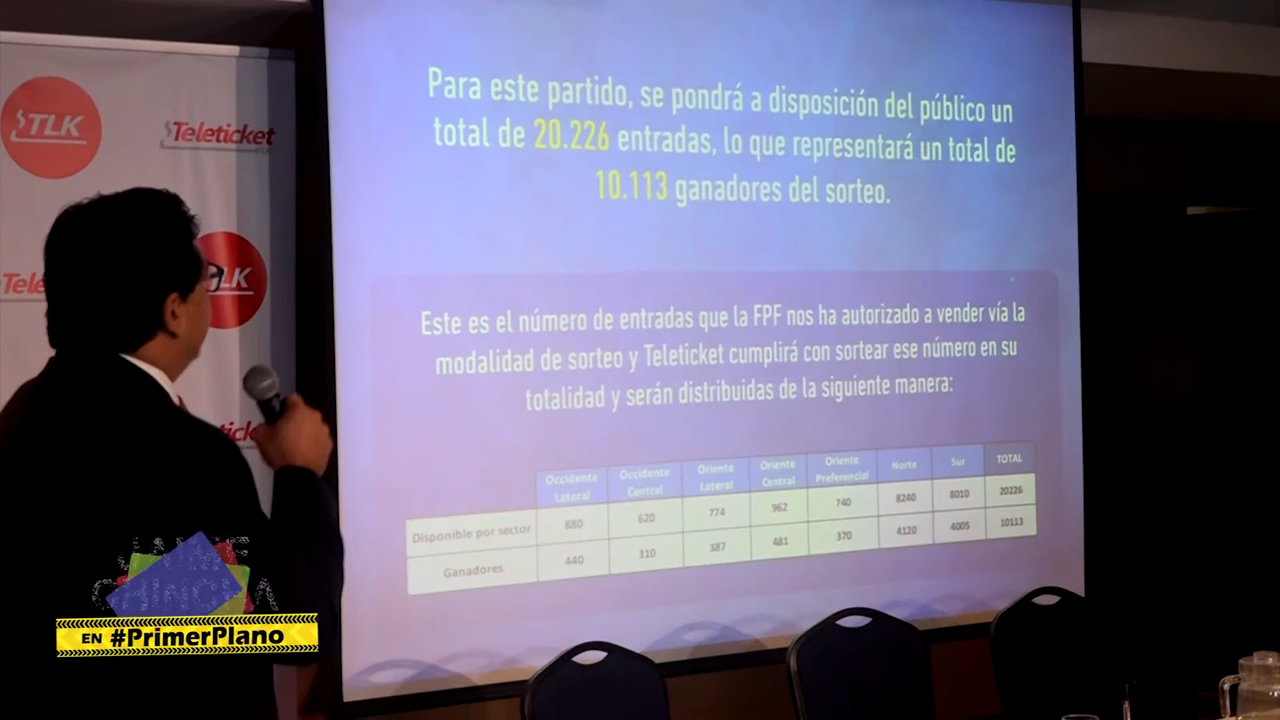 TLK
Teleticket
TLK
Tele
LK
tick
Para este partido, se pondrá a disposición del público un
total de 20.226 entradas, lo que representará un total de
10.113 ganadores del sorteo.
Este es el número de entradas que la FPF nos ha autorizado a vender vía la
modalidad de sorteo y Teleticket cumplirá con sortear ese número en su
totalidad y serán distribuidas de la siguiente manera:
Occidente Lateral Occidente Central Oriente Lateral Oriente Central Oriente Preferencial Norte Sur TOTAL
Disponible por sector 880 620 774 962 740 8240 8010 20226
Ganadores 440 310 387 481 370 4120 4005 10113
EN #PrimerPlano